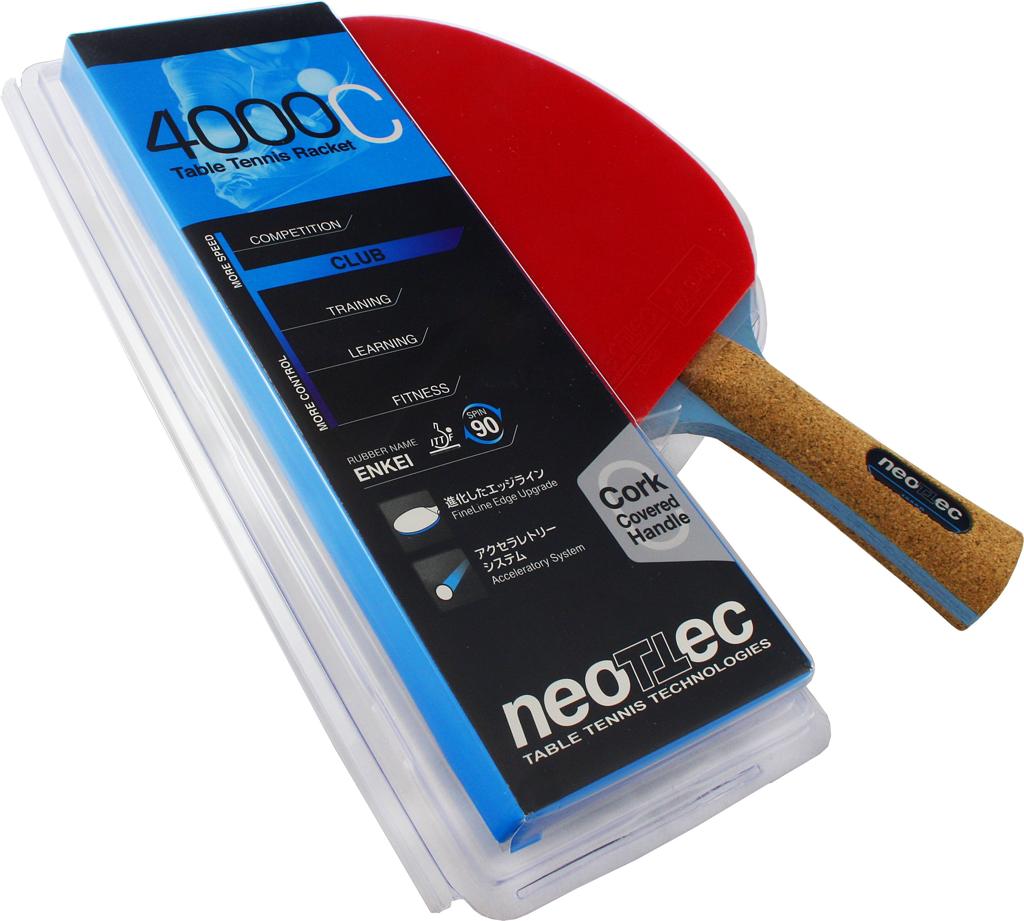 4000C
Table Tennis Racket
MORE SPEED
COMPETITION
CLUB
TRAINING
LEARNING
MORE CONTROL
FITNESS
RUBBER NAME
ENKEI
ITTF
SPIN
90
進化したエッジライン
FineLine Edge Upgrade
アクセラレトリー
システム
Acceleratory System
Cork
Covered
Handle
neoTTec
TABLE TENNIS TECHNOLOGIES
neoTTec